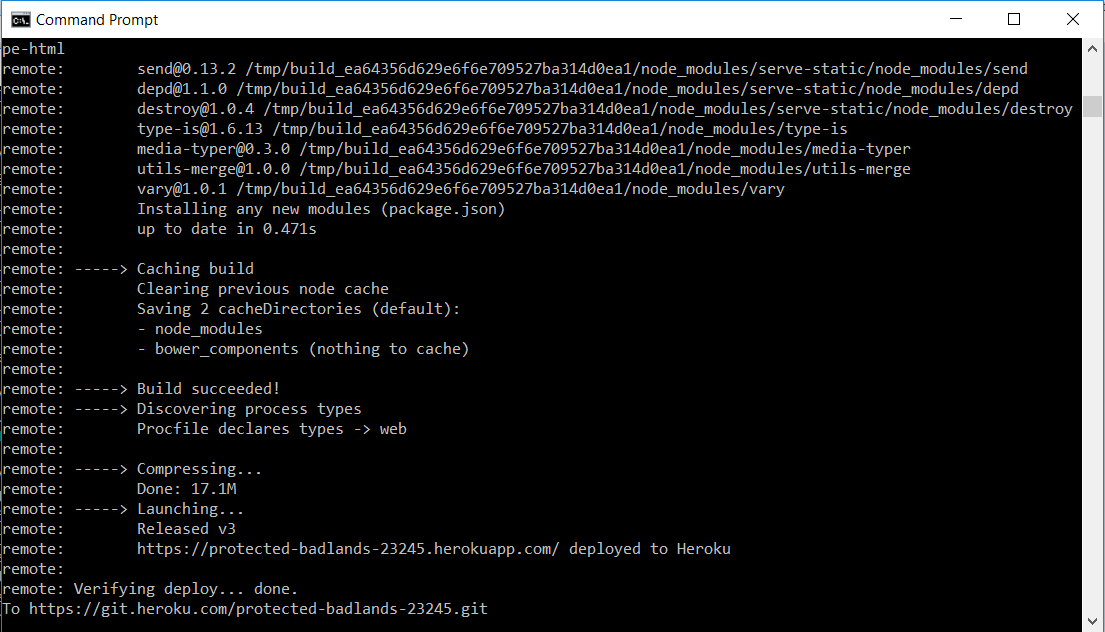 Command Prompt
pe-html
remote:        send@0.13.2 /tmp/build_ea64356d629e6f6e709527ba314d0ea1/node_modules/serve-static/node_modules/send
remote:        depd@1.1.0 /tmp/build_ea64356d629e6f6e709527ba314d0ea1/node_modules/serve-static/node_modules/depd
remote:        destroy@1.0.4 /tmp/build_ea64356d629e6f6e709527ba314d0ea1/node_modules/serve-static/node_modules/destroy
remote:        type-is@1.6.13 /tmp/build_ea64356d629e6f6e709527ba314d0ea1/node_modules/type-is
remote:        media-typer@0.3.0 /tmp/build_ea64356d629e6f6e709527ba314d0ea1/node_modules/media-typer
remote:        utils-merge@1.0.0 /tmp/build_ea64356d629e6f6e709527ba314d0ea1/node_modules/utils-merge
remote:        vary@1.0.1 /tmp/build_ea64356d629e6f6e709527ba314d0ea1/node_modules/vary
remote:        Installing any new modules (package.json)
remote:        up to date in 0.471s
remote:
remote: -----> Caching build
remote:        Clearing previous node cache
remote:        Saving 2 cacheDirectories (default):
remote:        - node_modules
remote:        - bower_components (nothing to cache)
remote:
remote: -----> Build succeeded!
remote: -----> Discovering process types
remote:        Procfile declares types -> web
remote:
remote: -----> Compressing...
remote:        Done: 17.1M
remote: -----> Launching...
remote:        Released v3
remote:        https://protected-badlands-23245.herokuapp.com/ deployed to Heroku
remote:
remote: Verifying deploy... done.
To https://git.heroku.com/protected-badlands-23245.git